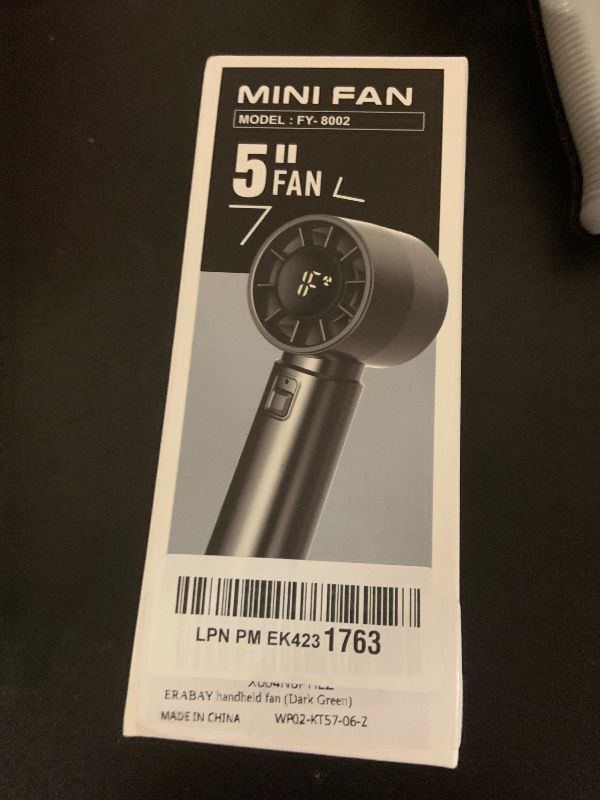 MINI FAN
MODEL : FY- 8002
5" FAN
LPN PM EK423 1763
ERABAY handheld fan (Dark Green)
MADE IN CHINA WP02-KT57-06-Z